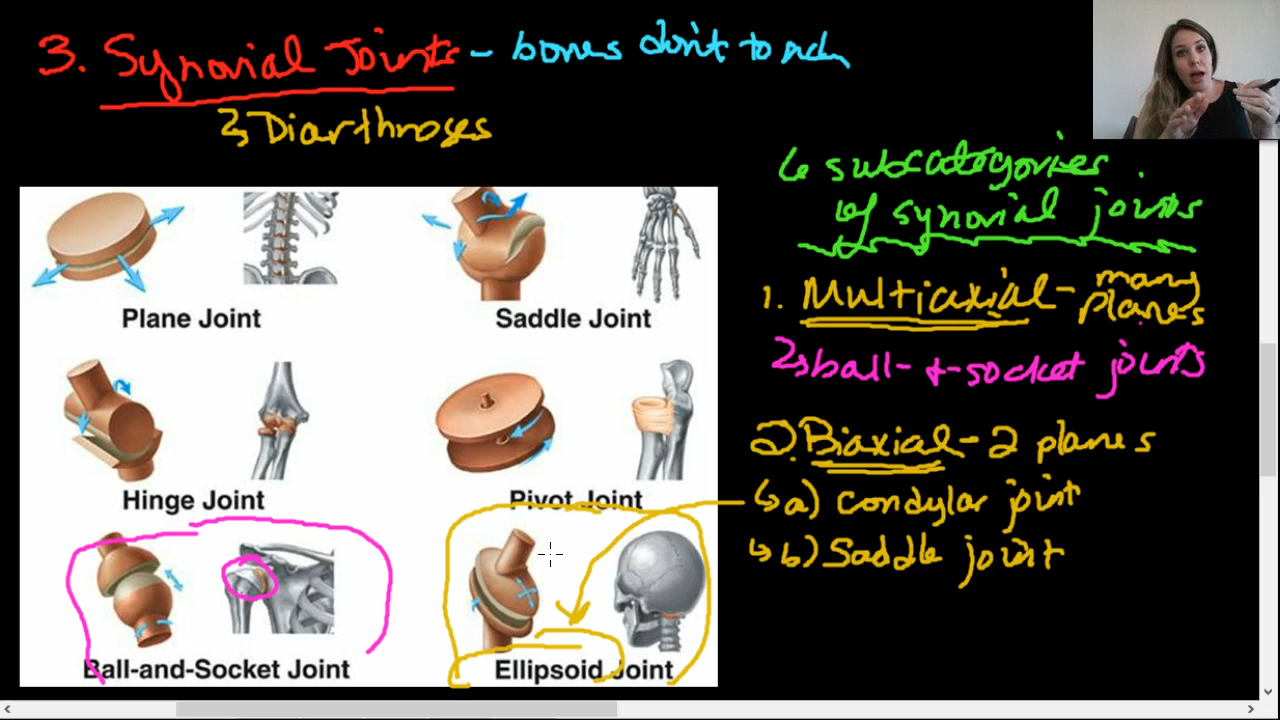 3. Synovial Joints - bones don't touch
↳ Diarthroses
6 subcategories
of synovial joints
1. Multiaxial - many planes
↳ ball-+-socket joints
2. Biaxial - 2 planes
↳ a) condylar joint
↳ b) Saddle joint
Plane Joint
Saddle Joint
Hinge Joint
Pivot Joint
Ball-and-Socket Joint
Ellipsoid Joint